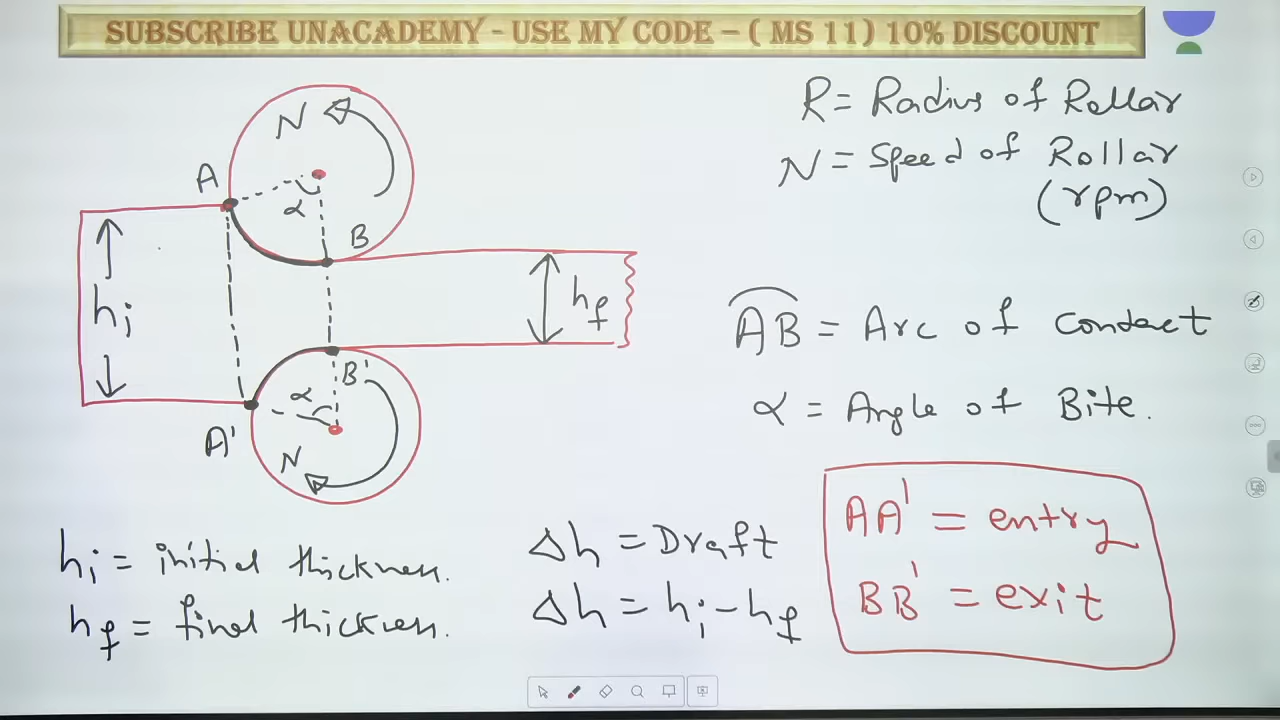 SUBSCRIBE UNACADEMY - USE MY CODE – ( MS 11) 10% DISCOUNT
R = Radius of Rollar
N = Speed of Rollar
(rpm)
N
A
α
B
hi
hf
B'
α
A'
N
AB = Arc of contact
α = Angle of Bite.
AA' = entry
BB' = exit
hi = initial thickness.
hf = final thickness.
Δh = Draft
Δh = hi - hf